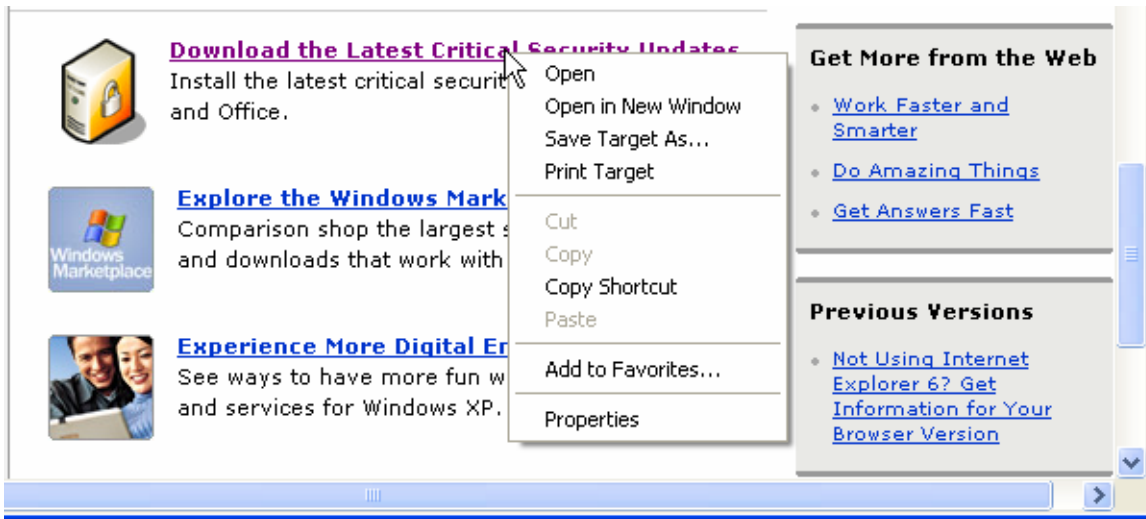 Download the Latest Critical Security Updates
Install the latest critical securit
and Office.
Windows
Marketplace
Explore the Windows Mark
Comparison shop the largest
and downloads that work with
Experience More Digital En
See ways to have more fun w
and services for Windows XP.
Open
Open in New Window
Save Target As...
Print Target
Cut
Copy
Copy Shortcut
Paste
Add to Favorites...
Properties
Get More from the Web
Work Faster and
Smarter
Do Amazing Things
Get Answers Fast
Previous Versions
Not Using Internet
Explorer 6? Get
Information for Your
Browser Version